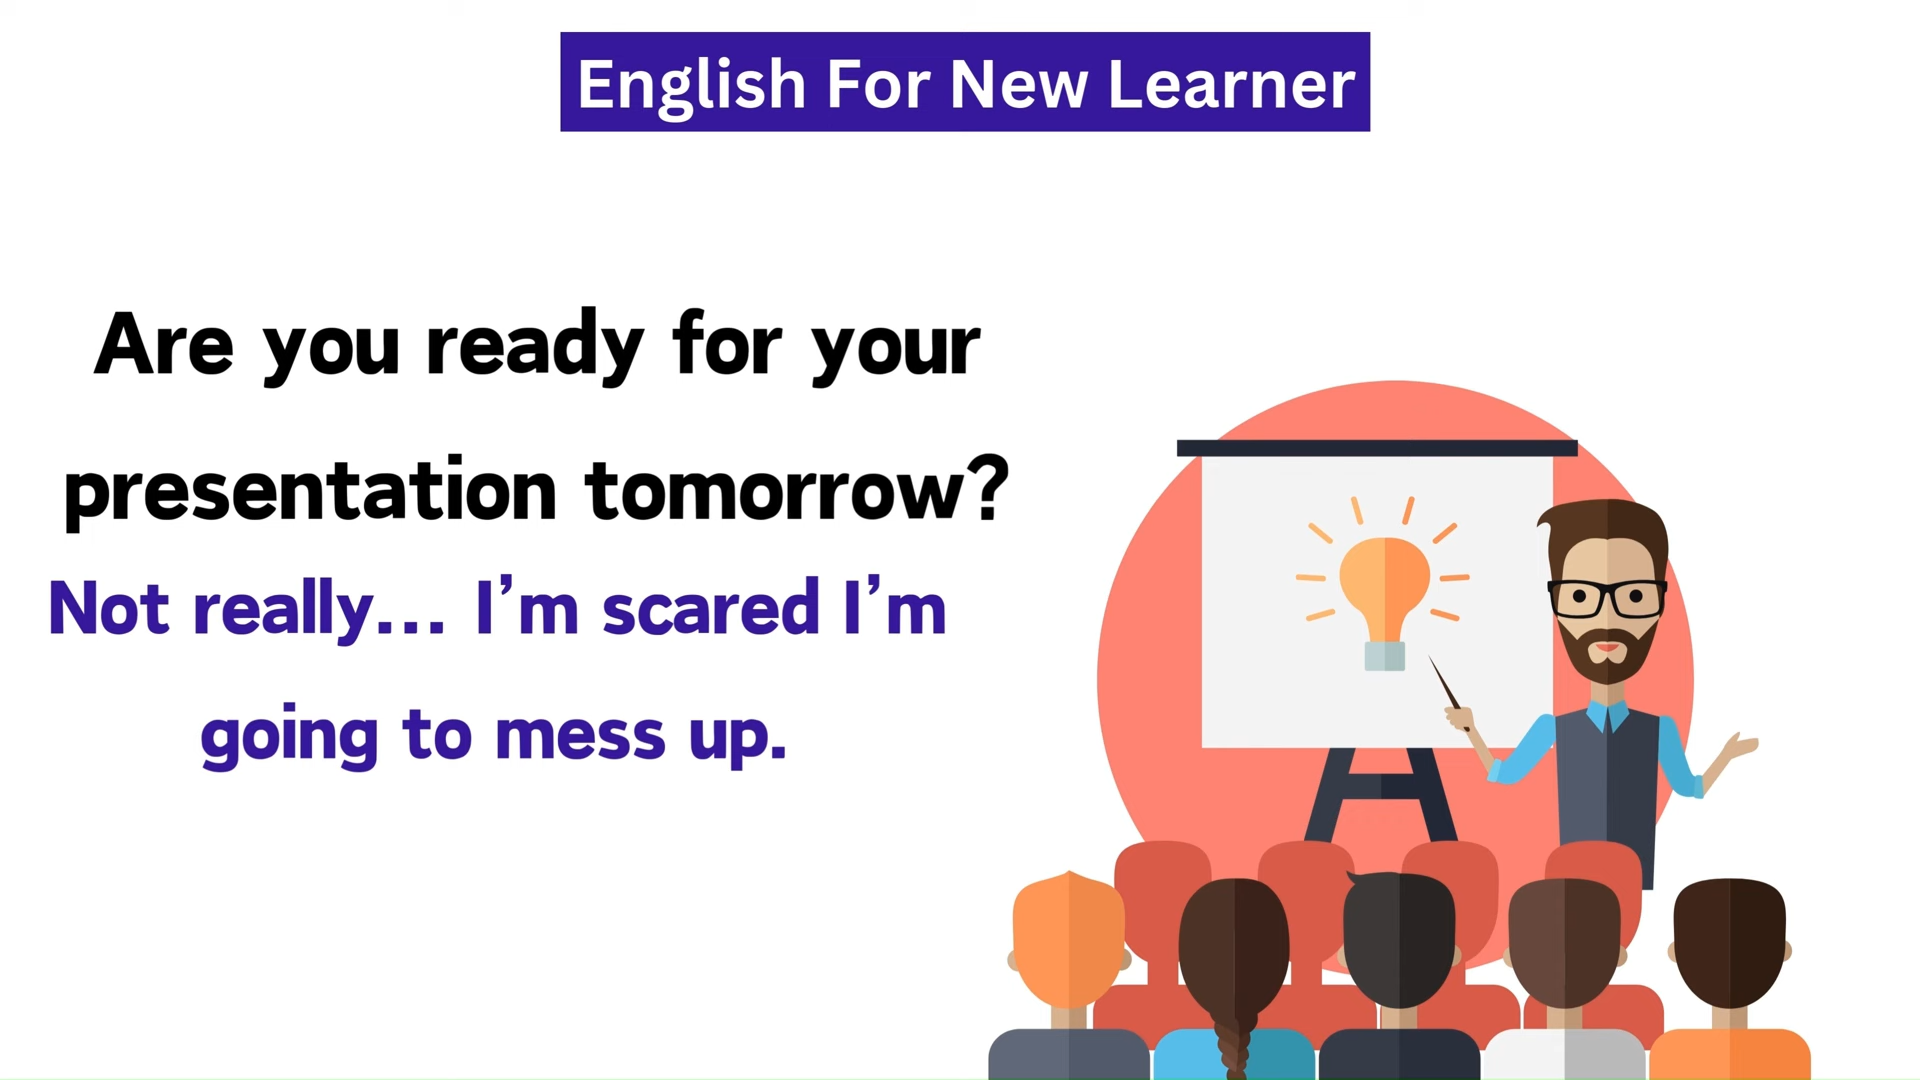 English For New Learner
Are you ready for your
presentation tomorrow?
Not really... I’m scared I’m
going to mess up.